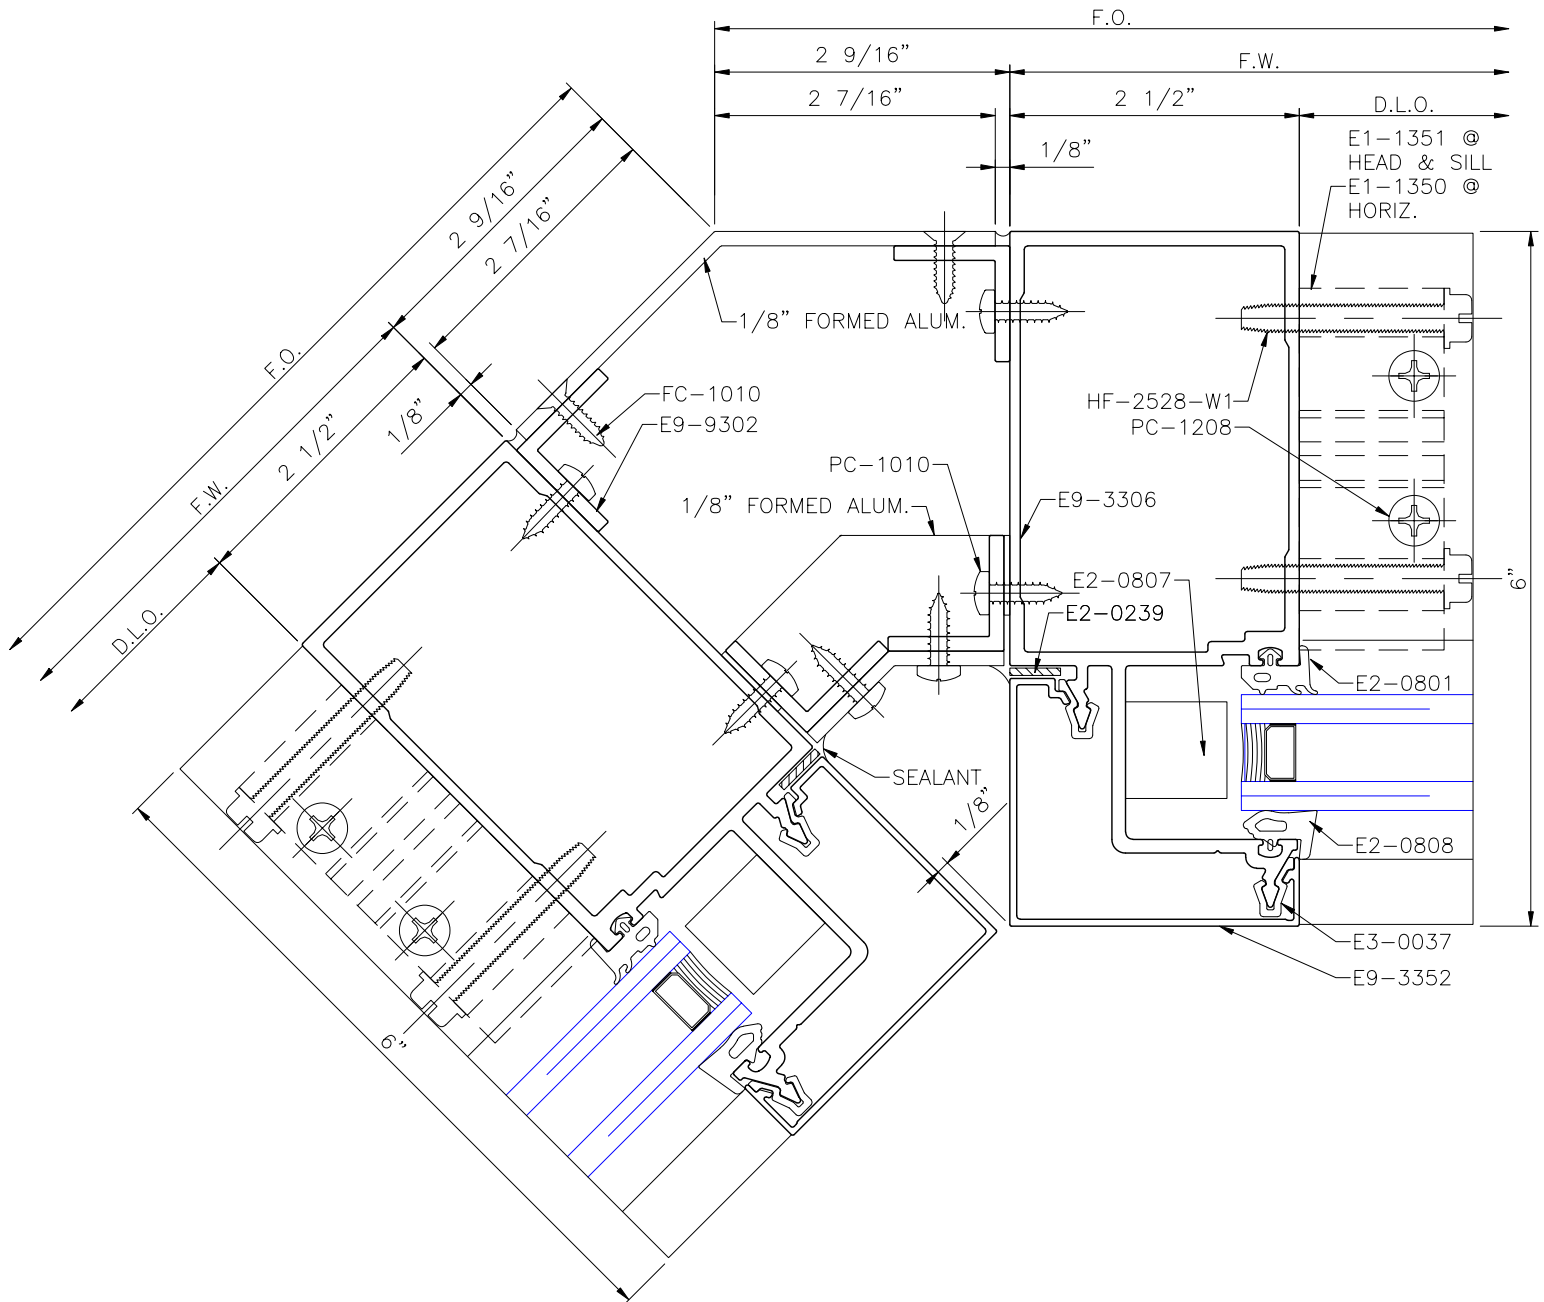 F.O.
2 9/16”
F.W.
2 7/16”
2 1/2”
D.L.O.
1/8”
E1-1351 @
HEAD & SILL
E1-1350 @
HORIZ.
2 9/16”
2 7/16”
1/8” FORMED ALUM.
F.O.
FC-1010
E9-9302
1/8”
2 1/2”
F.W.
D.L.O.
HF-2528-W1
PC-1208
PC-1010
1/8” FORMED ALUM.
E9-3306
E2-0807
E2-0239
6”
E2-0801
SEALANT
1/8”
E2-0808
E3-0037
E9-3352
6”